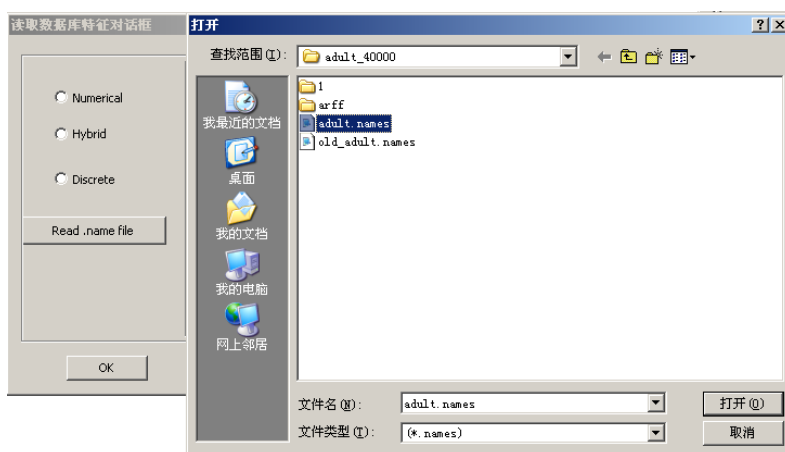 读取数据库特征对话框
Numerical
Hybrid
Discrete
Read .name file
OK
打开
查找范围(I):
adult_40000
我最近的文档
桌面
我的文档
我的电脑
网上邻居
1
arff
adult.names
old_adult.names
文件名(N):
adult.names
打开(O)
文件类型(T):
(*.names)
取消